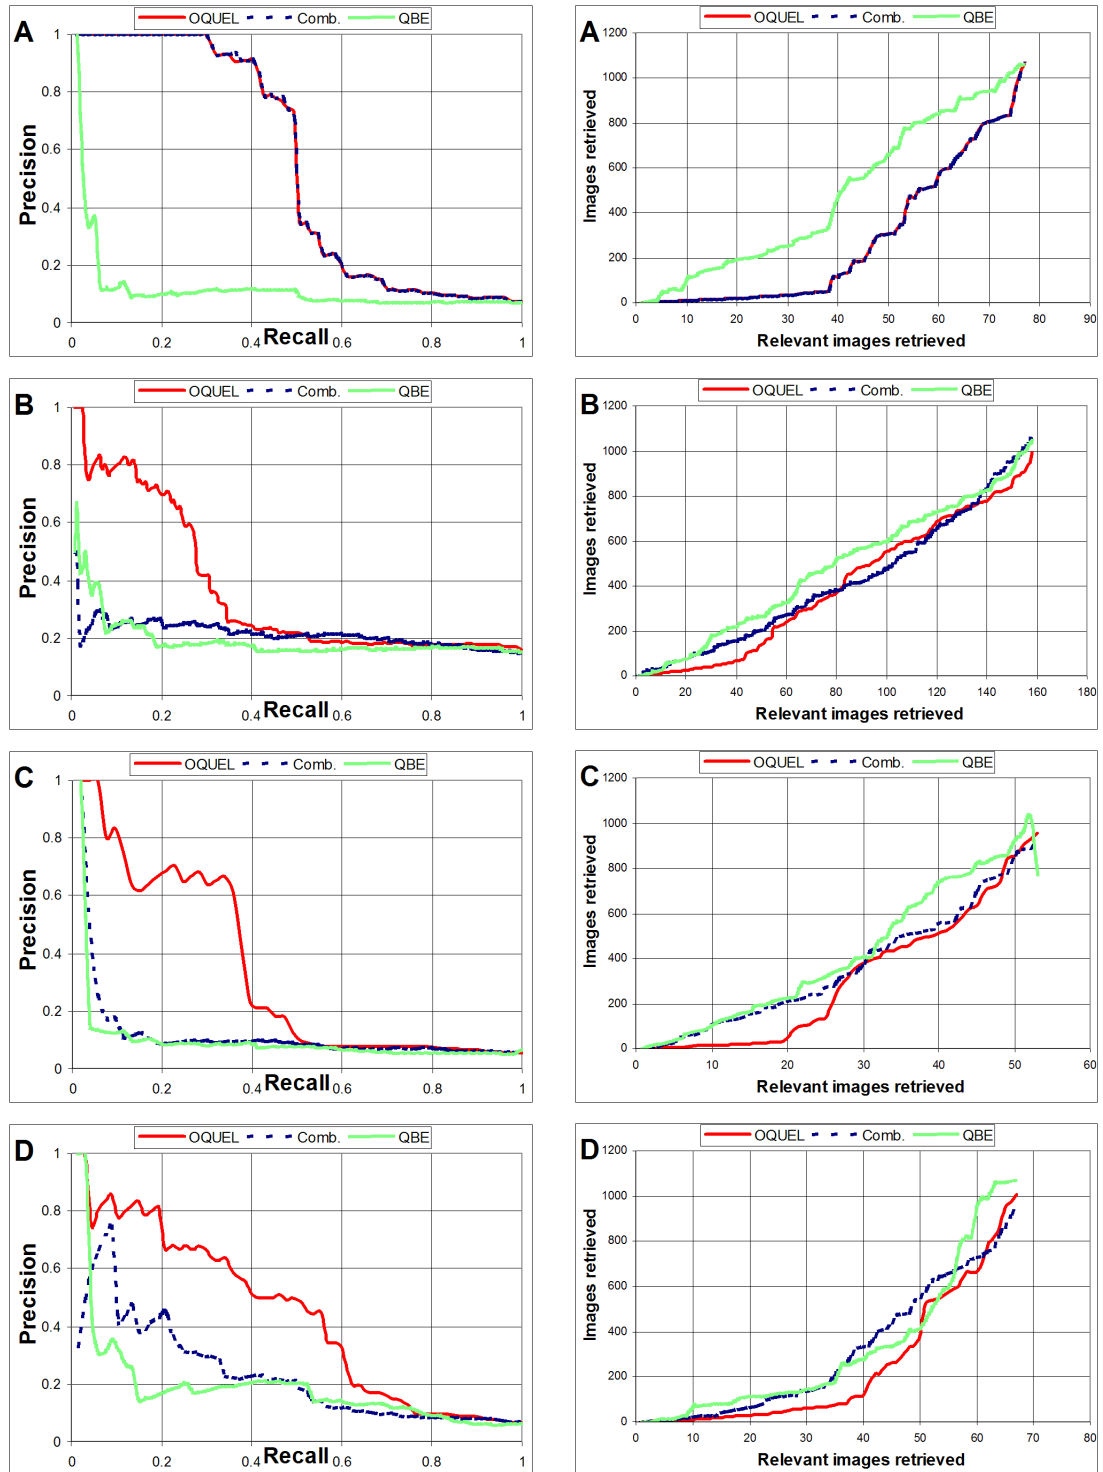 A
OQUEL Comb. QBE
Precision
1
0.8
0.6
0.4
0.2
0
0 0.2 0.4 0.6 0.8 1
Recall
A
OQUEL Comb. QBE
Images retrieved
1200
1000
800
600
400
200
0
0 10 20 30 40 50 60 70 80 90
Relevant images retrieved
B
OQUEL Comb. QBE
Precision
1
0.8
0.6
0.4
0.2
0
0 0.2 0.4 0.6 0.8 1
Recall
B
OQUEL Comb. QBE
Images retrieved
1200
1000
800
600
400
200
0
0 20 40 60 80 100 120 140 160 180
Relevant images retrieved
C
OQUEL Comb. QBE
Precision
1
0.8
0.6
0.4
0.2
0
0 0.2 0.4 0.6 0.8 1
Recall
C
OQUEL Comb. QBE
Images retrieved
1200
1000
800
600
400
200
0
0 10 20 30 40 50 60
Relevant images retrieved
D
OQUEL Comb. QBE
Precision
1
0.8
0.6
0.4
0.2
0
0 0.2 0.4 0.6 0.8 1
Recall
D
OQUEL Comb. QBE
Images retrieved
1200
1000
800
600
400
200
0
0 10 20 30 40 50 60 70 80
Relevant images retrieved